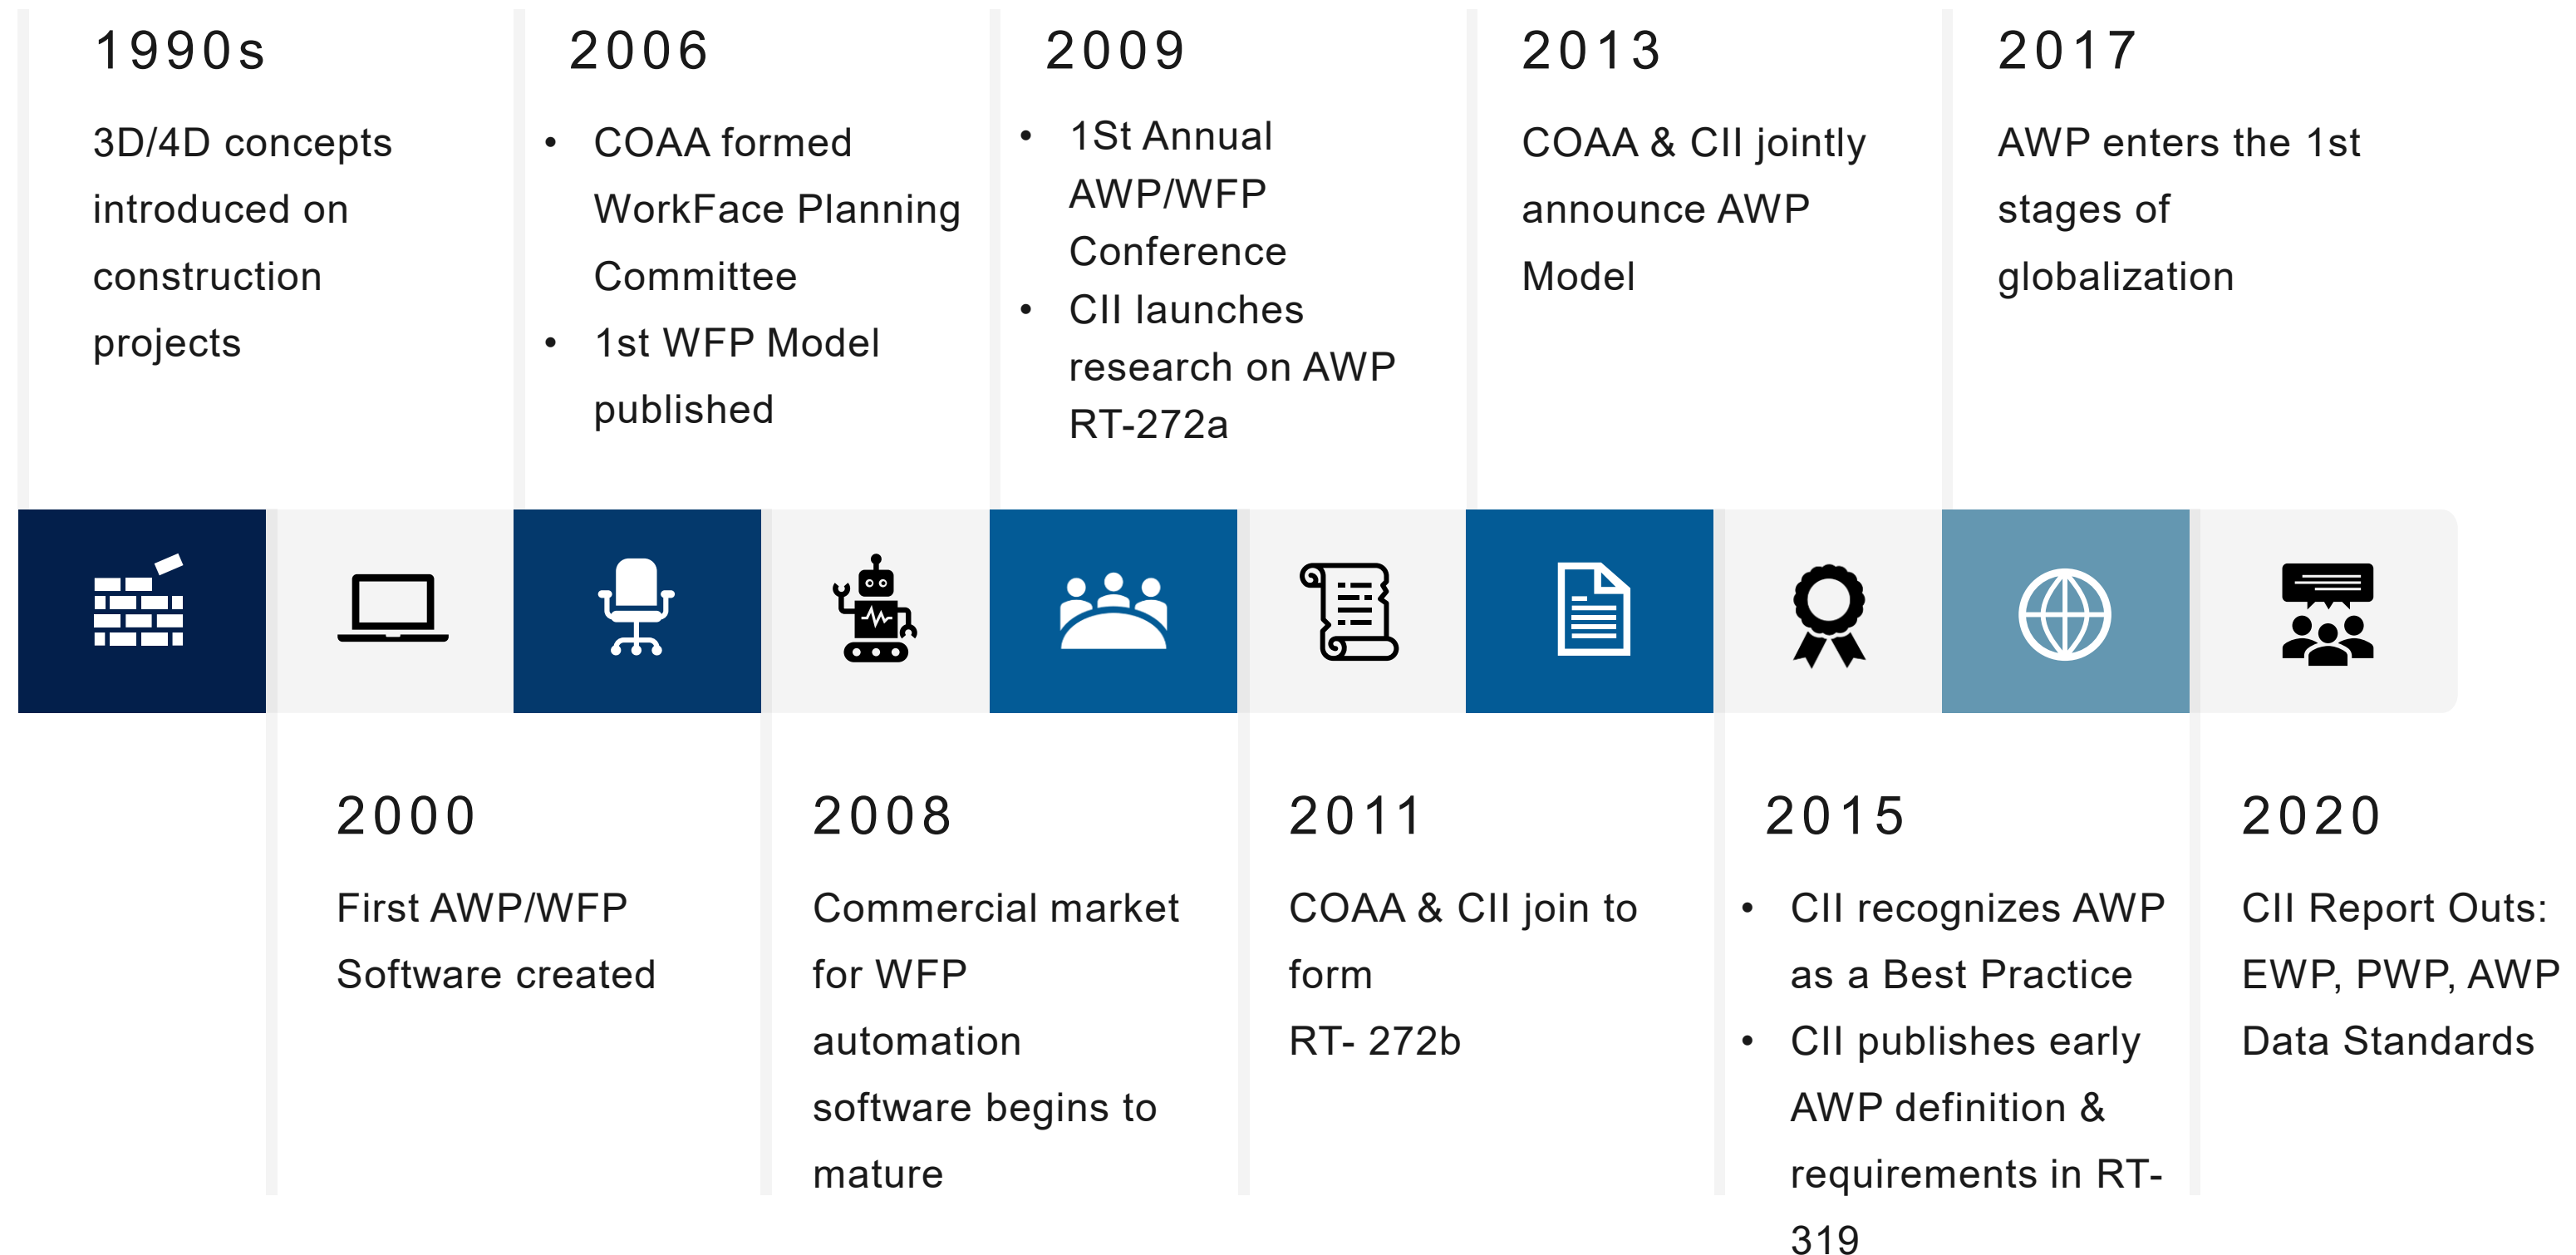 1990s
3D/4D concepts
introduced on
construction
projects
2006
• COAA formed
WorkFace Planning
Committee
• 1st WFP Model
published
2009
• 1St Annual
AWP/WFP
Conference
• CII launches
research on AWP
RT-272a
2013
COAA & CII jointly
announce AWP
Model
2017
AWP enters the 1st
stages of
globalization
2000
First AWP/WFP
Software created
2008
Commercial market
for WFP
automation
software begins to
mature
2011
COAA & CII join to
form
RT- 272b
2015
• CII recognizes AWP
as a Best Practice
• CII publishes early
AWP definition &
requirements in RT-
319
2020
CII Report Outs:
EWP, PWP, AWP
Data Standards